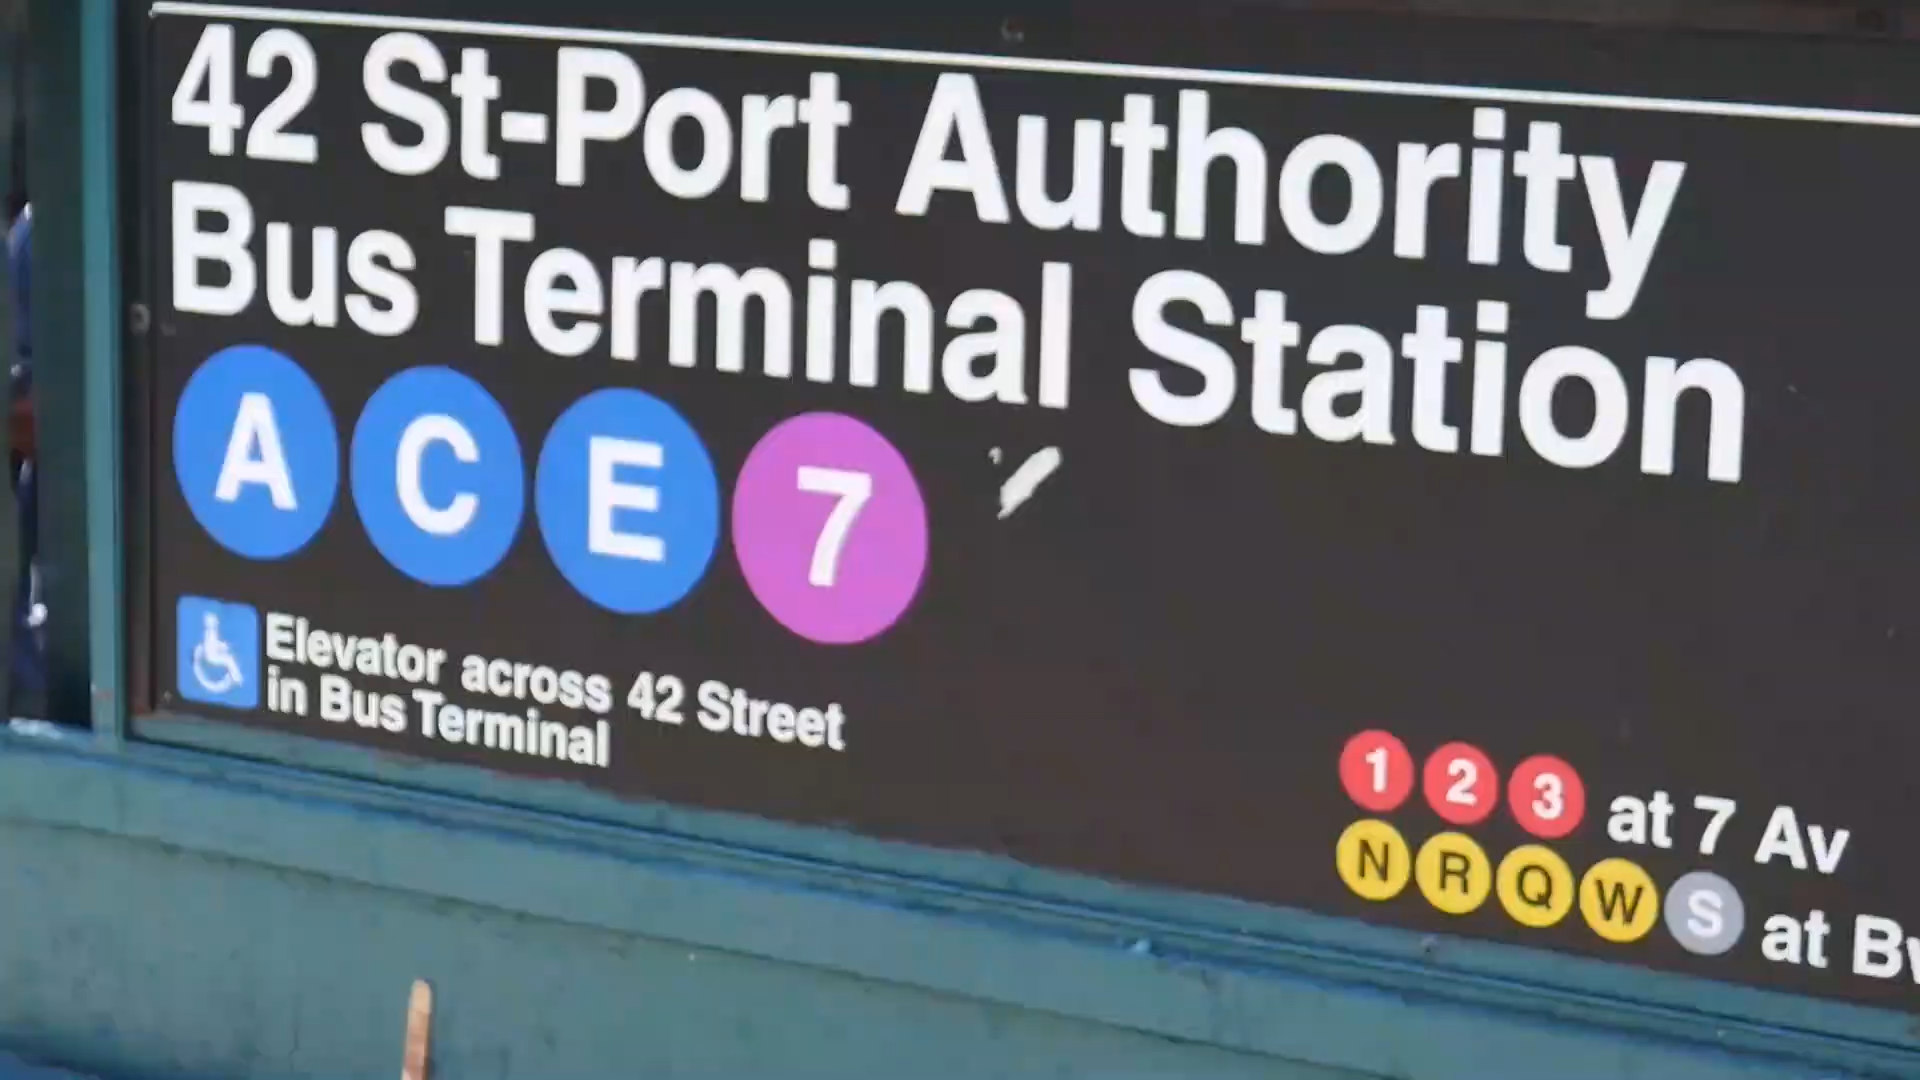 42 St-Port Authority
Bus Terminal Station
A C E 7
Elevator across 42 Street
in Bus Terminal
1 2 3 at 7 Av
N R Q W S at